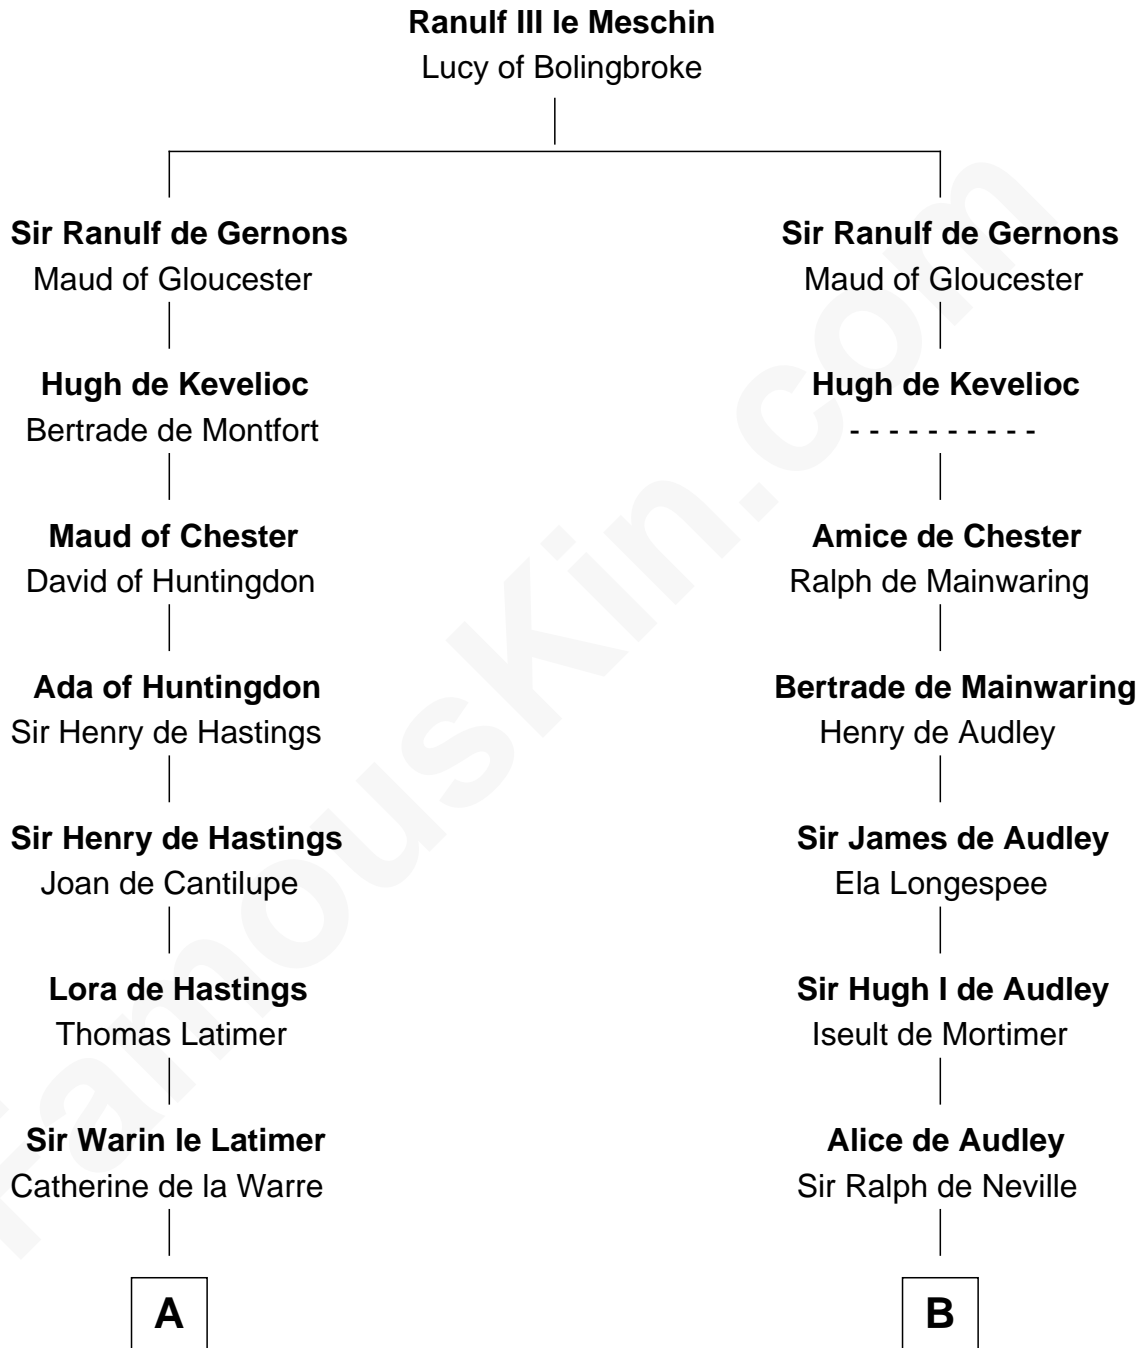 Ranulf III le Meschin
Lucy of Bolingbroke
Sir Ranulf de Gernons
Maud of Gloucester
Hugh de Kevelioc
Bertrade de Montfort
Maud of Chester
David of Huntingdon
Ada of Huntingdon
Sir Henry de Hastings
Sir Henry de Hastings
Joan de Cantilupe
Lora de Hastings
Thomas Latimer
Sir Warin le Latimer
Catherine de la Warre
A
Sir Ranulf de Gernons
Maud of Gloucester
Hugh de Kevelioc
- - - - - - - - - -
Amice de Chester
Ralph de Mainwaring
Bertrade de Mainwaring
Henry de Audley
Sir James de Audley
Ela Longespee
Sir Hugh I de Audley
Iseult de Mortimer
Alice de Audley
Sir Ralph de Neville
B
FamousKin.com